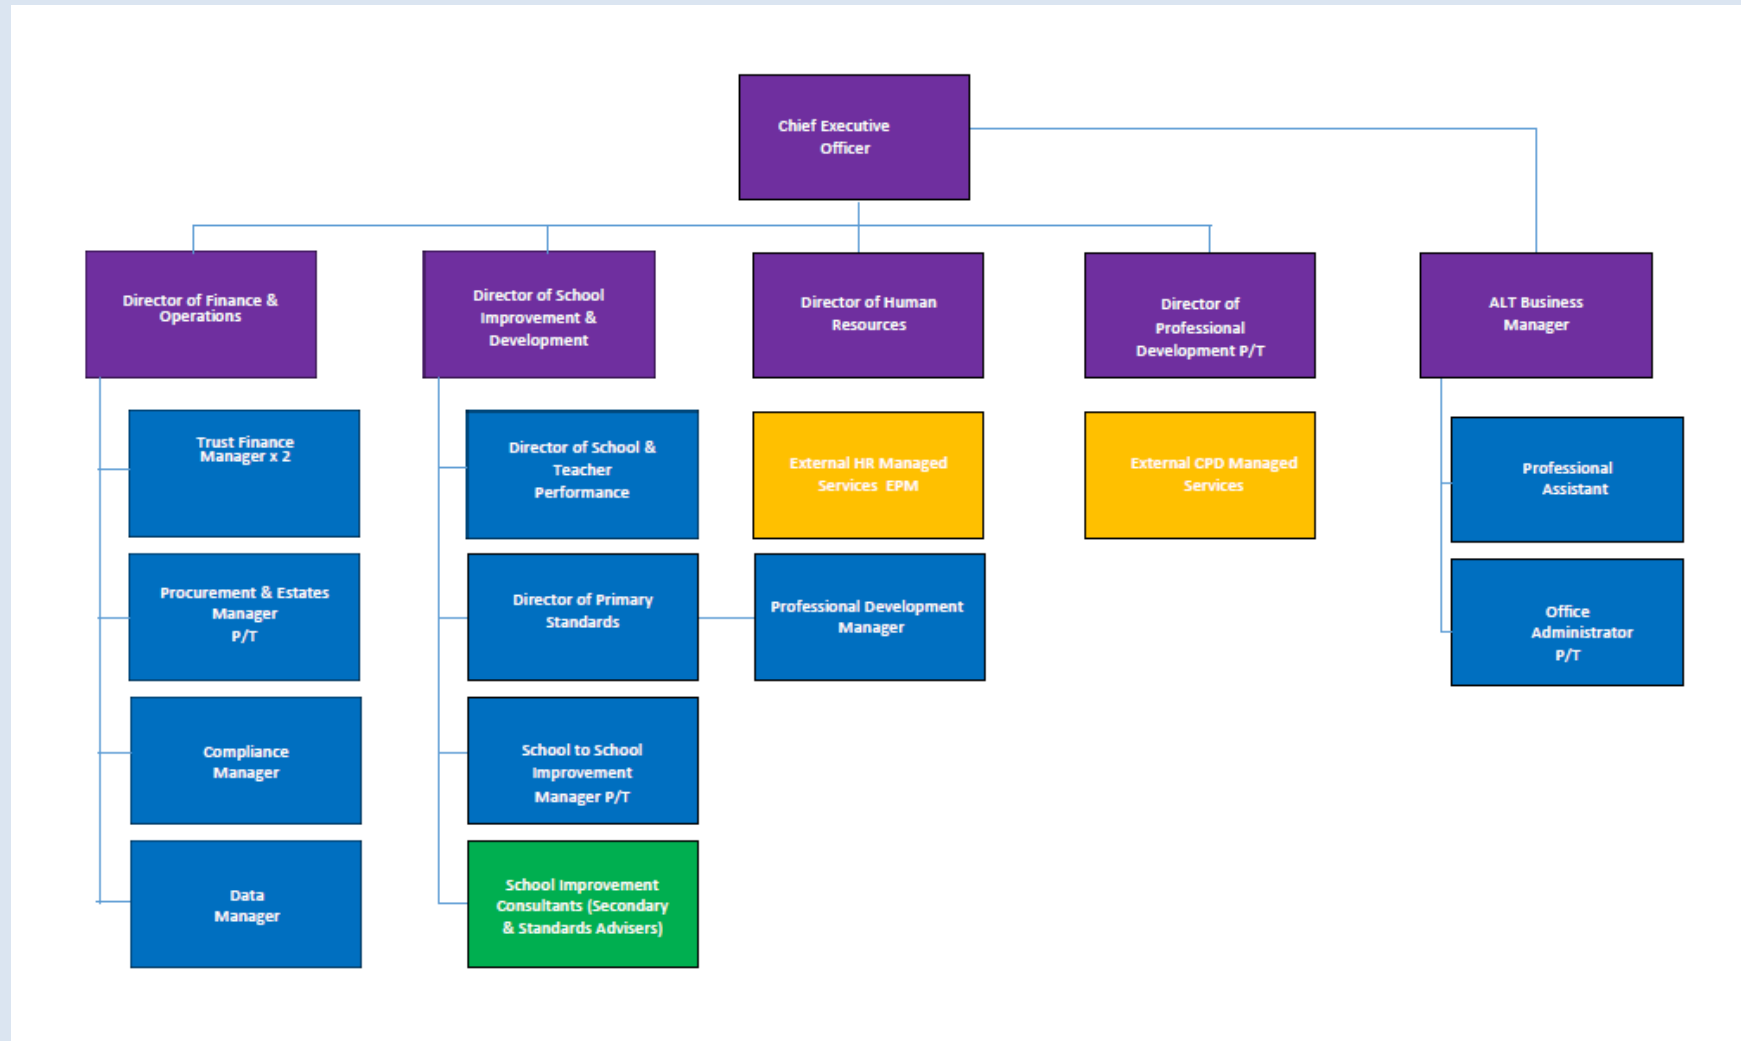 Chief Executive
Officer
Director of Finance &
Operations
Director of School
Improvement &
Development
Director of Human
Resources
Director of
Professional
Development P/T
ALT Business
Manager
Trust Finance
Manager x 2
Director of School &
Teacher
Performance
External HR Managed
Services EPM
External CPD Managed
Services
Professional
Assistant
Procurement & Estates
Manager
P/T
Director of Primary
Standards
Professional Development
Manager
Office
Administrator
P/T
Compliance
Manager
School to School
Improvement
Manager P/T
Data
Manager
School Improvement
Consultants (Secondary
& Standards Advisers)